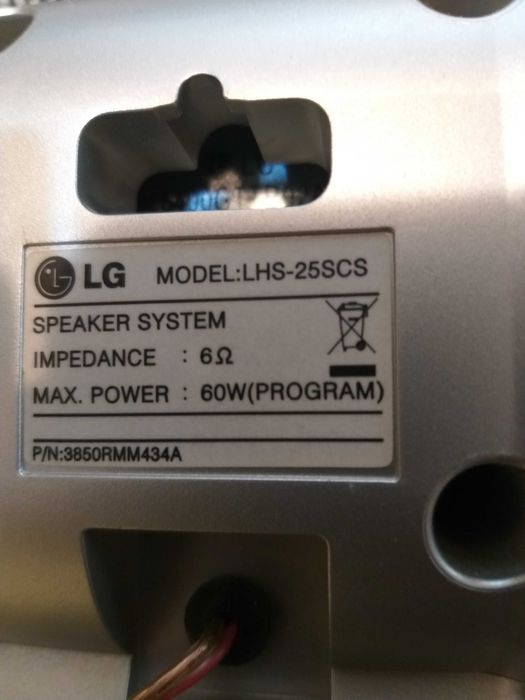 LG MODEL:LHS-25SCS
SPEAKER SYSTEM
IMPEDANCE : 6Ω
MAX. POWER : 60W(PROGRAM)
P/N:3850RMM434A